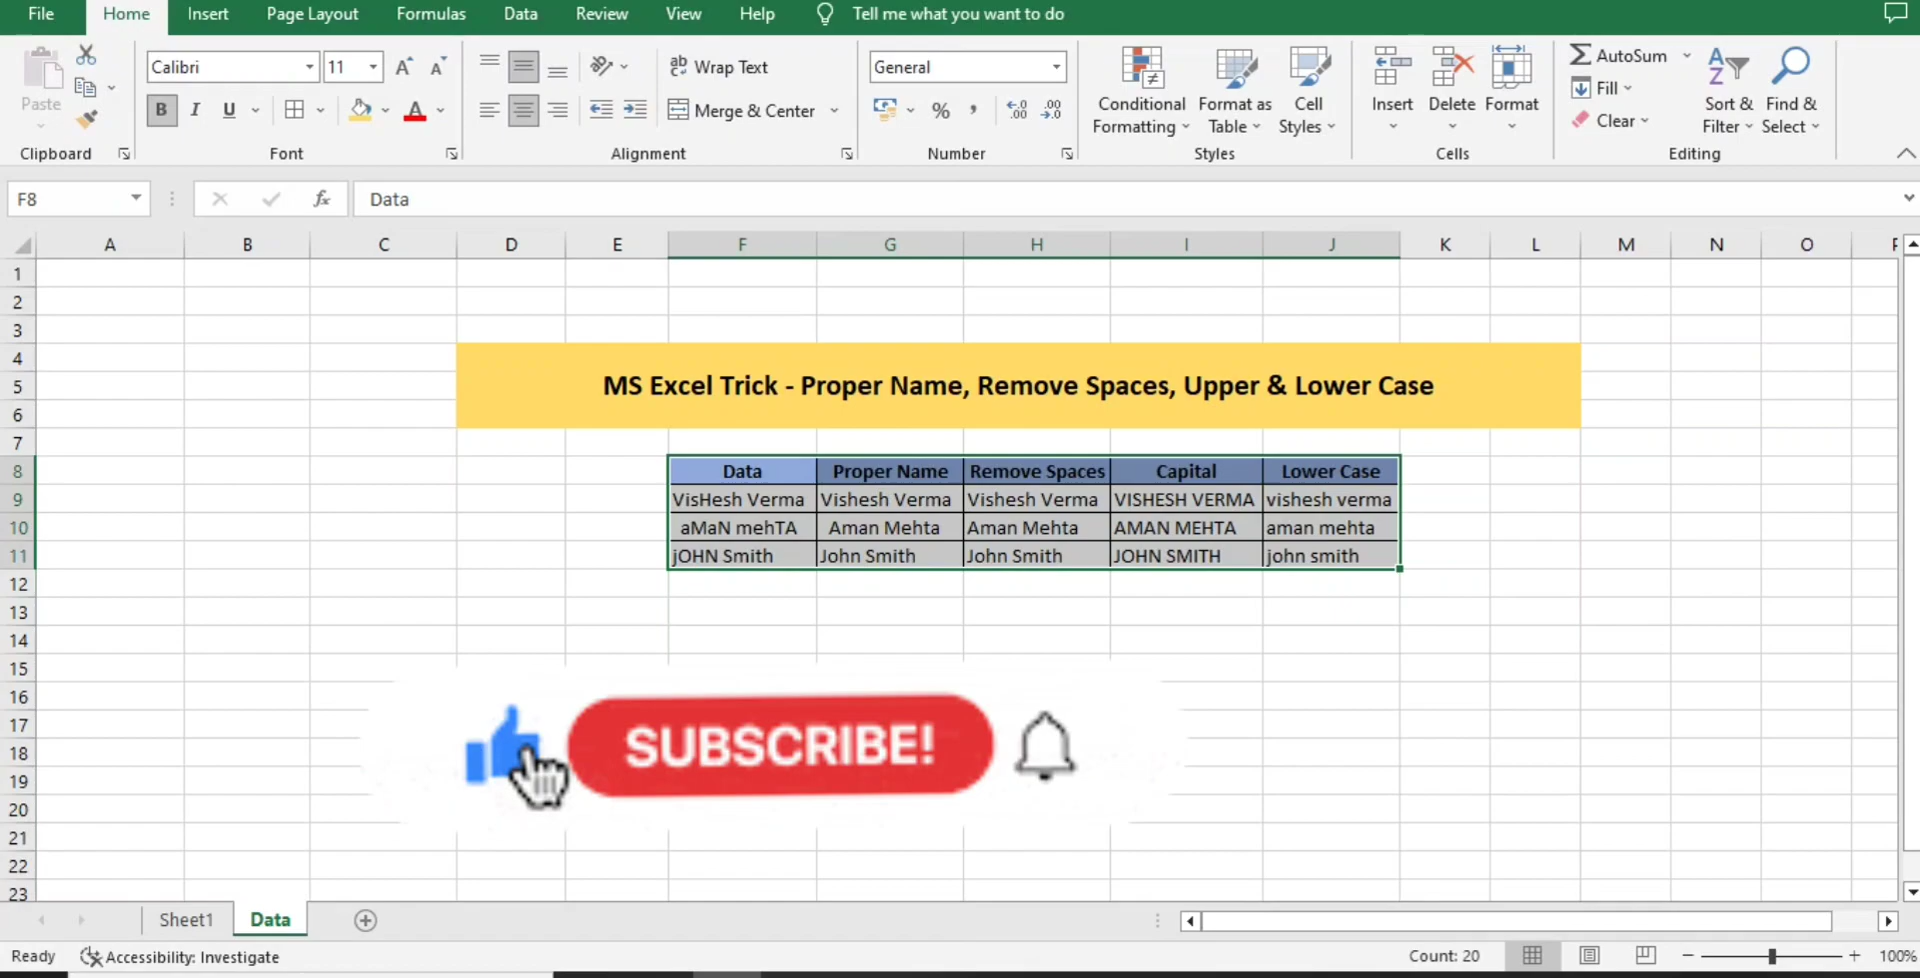 File Home Insert Page Layout Formulas Data Review View Help Tell me what you want to do
Calibri 11 Wrap Text General AutoSum
Paste B I U A Merge & Center % Conditional Formatting Format as Table Cell Styles Insert Delete Format Fill Clear Sort & Filter Find & Select
Clipboard Font Alignment Number Styles Cells Editing
F8 fx Data
A B C D E F G H I J K L M N O
1
2
3
4
5 MS Excel Trick - Proper Name, Remove Spaces, Upper & Lower Case
6
7
8 Data Proper Name Remove Spaces Capital Lower Case
9 VisHesh Verma Vishesh Verma Vishesh Verma VISHESH VERMA vishesh verma
10 aMaN mehTA Aman Mehta Aman Mehta AMAN MEHTA aman mehta
11 jOHN Smith John Smith John Smith JOHN SMITH john smith
12
13
14
15
16
17
18 SUBSCRIBE!
19
20
21
22
23
Sheet1 Data
Ready Accessibility: Investigate Count: 20 100%